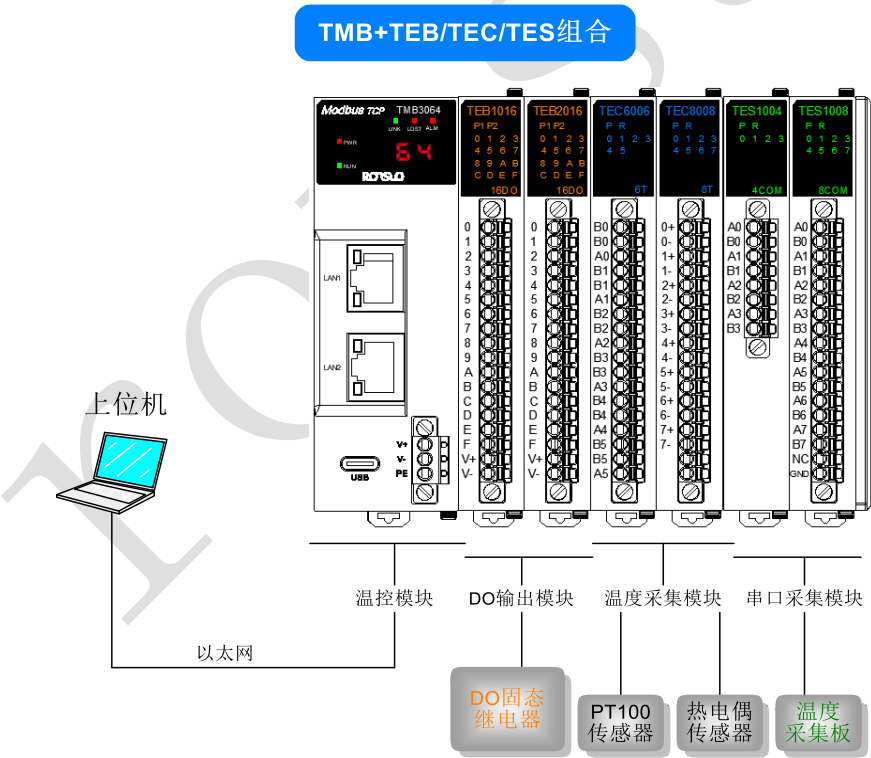 TMB+TEB/TEC/TES组合
Modbus TCP TMB3064
LINK LOST ALM
PWR
64
RUN
TEB1016
P1 P2
0 1 2 3
4 5 6 7
8 9 A B
C D E F
16DO
TEB2016
P1 P2
0 1 2 3
4 5 6 7
8 9 A B
C D E F
16DO
TEC6006
P R
0 1 2 3
4 5
6T
TEC8008
P R
0 1 2 3
4 5 6 7
8T
TES1004
P R
0 1 2 3
4COM
TES1008
P R
0 1 2 3
4 5 6 7
8COM
LAN1
LAN2
V+
V-
PE
USB
0
1
2
3
4
5
6
7
8
9
A
B
C
D
E
F
V+
V-
0
1
2
3
4
5
6
7
8
9
A
B
C
D
E
F
V+
V-
B0
B0
A0
B1
B1
A1
B2
B2
A2
B3
B3
A3
B4
B4
A4
B5
B5
A5
0+
0-
1+
1-
2+
2-
3+
3-
4+
4-
5+
5-
6+
6-
7+
7-
A0
B0
A1
B1
A2
B2
A3
B3
A0
B0
A1
B1
A2
B2
A3
B3
A4
B4
A5
B5
A6
B6
A7
B7
NC
GND
上位机
温控模块
DO输出模块
温度采集模块
串口采集模块
以太网
DO固态
继电器
PT100
传感器
热电偶
传感器
温度
采集板